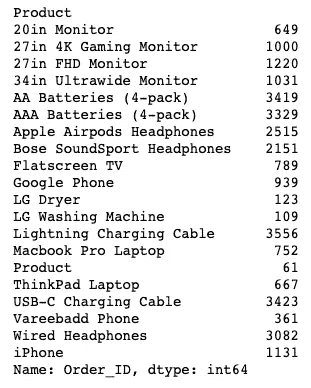 Product
20in Monitor 649
27in 4K Gaming Monitor 1000
27in FHD Monitor 1220
34in Ultrawide Monitor 1031
AA Batteries (4-pack) 3419
AAA Batteries (4-pack) 3329
Apple Airpods Headphones 2515
Bose SoundSport Headphones 2151
Flatscreen TV 789
Google Phone 939
LG Dryer 123
LG Washing Machine 109
Lightning Charging Cable 3556
Macbook Pro Laptop 752
Product 61
ThinkPad Laptop 667
USB-C Charging Cable 3423
Vareebadd Phone 361
Wired Headphones 3082
iPhone 1131
Name: Order_ID, dtype: int64